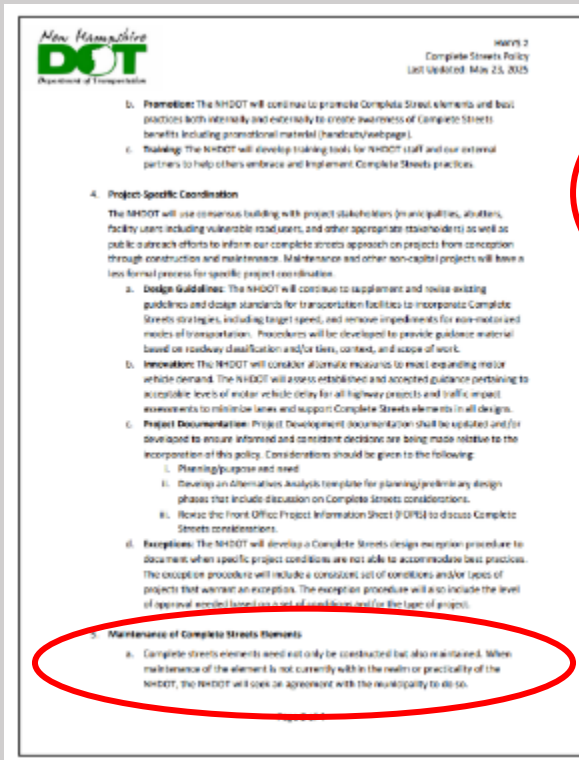 New Hampshire
DOT
Department of Transportation
HWYS 2
Complete Streets Policy
Last Updated: May 23, 2025
b. Promotion: The NHDOT will continue to promote Complete Street elements and best
practices both internally and externally to create awareness of Complete Streets
benefits including promotional material (handouts/webpage).
c. Training: The NHDOT will develop training tools for NHDOT staff and our external
partners to help others embrace and implement Complete Streets practices.
4. Project-Specific Coordination
The NHDOT will use consensus building with project stakeholders (municipalities, abutters,
facility users including vulnerable road users, and other appropriate stakeholders) as well as
public outreach efforts to inform our complete streets approach on projects from conception
through construction and maintenance. Maintenance and other non-capital projects will have a
less formal process for specific project coordination.
a. Design Guidelines: The NHDOT will continue to supplement and revise existing
guidelines and design standards for transportation facilities to incorporate Complete
Streets strategies, including target speed, and remove impediments for non-motorized
modes of transportation. Procedures will be developed to provide guidance material
based on roadway classification and/or tiers, context, and scope of work.
b. Innovation: The NHDOT will consider alternate measures to meet expanding motor
vehicle demand. The NHDOT will assess established and accepted guidance pertaining to
acceptable levels of motor vehicle delay for all highway projects and traffic impact
assessments to minimize lanes and support Complete Streets elements in all designs.
c. Project Documentation: Project Development documentation shall be updated and/or
developed to ensure informed and consistent decisions are being made relative to the
incorporation of this policy. Considerations should be given to the following:
i. Planning/purpose and need
ii. Develop an Alternatives Analysis template for planning/preliminary design
phases that include discussion on Complete Streets considerations.
iii. Revise the Front Office Project Information Sheet (FOPIS) to discuss Complete
Streets considerations.
d. Exceptions: The NHDOT will develop a Complete Streets design exception procedure to
document when specific project conditions are not able to accommodate best practices.
The exception procedure will include a consistent set of conditions and/or types of
projects that warrant an exception. The exception procedure will also include the level
of approval needed based on a set of conditions and/or the type of project.
5. Maintenance of Complete Streets Elements
a. Complete streets elements need not only be constructed but also maintained. When
maintenance of the element is not currently within the realm or practicality of the
NHDOT, the NHDOT will seek an agreement with the municipality to do so.